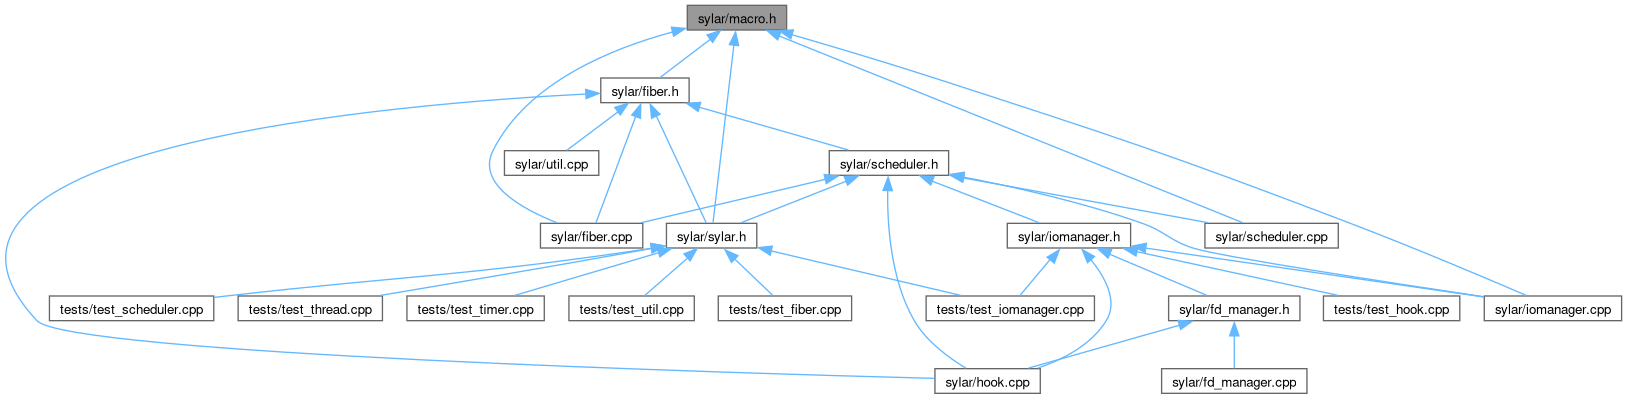 sylar/macro.h
sylar/fiber.h
sylar/util.cpp
sylar/scheduler.h
sylar/fiber.cpp
sylar/sylar.h
sylar/iomanager.h
sylar/scheduler.cpp
tests/test_scheduler.cpp
tests/test_thread.cpp
tests/test_timer.cpp
tests/test_util.cpp
tests/test_fiber.cpp
tests/test_iomanager.cpp
sylar/fd_manager.h
tests/test_hook.cpp
sylar/iomanager.cpp
sylar/hook.cpp
sylar/fd_manager.cpp